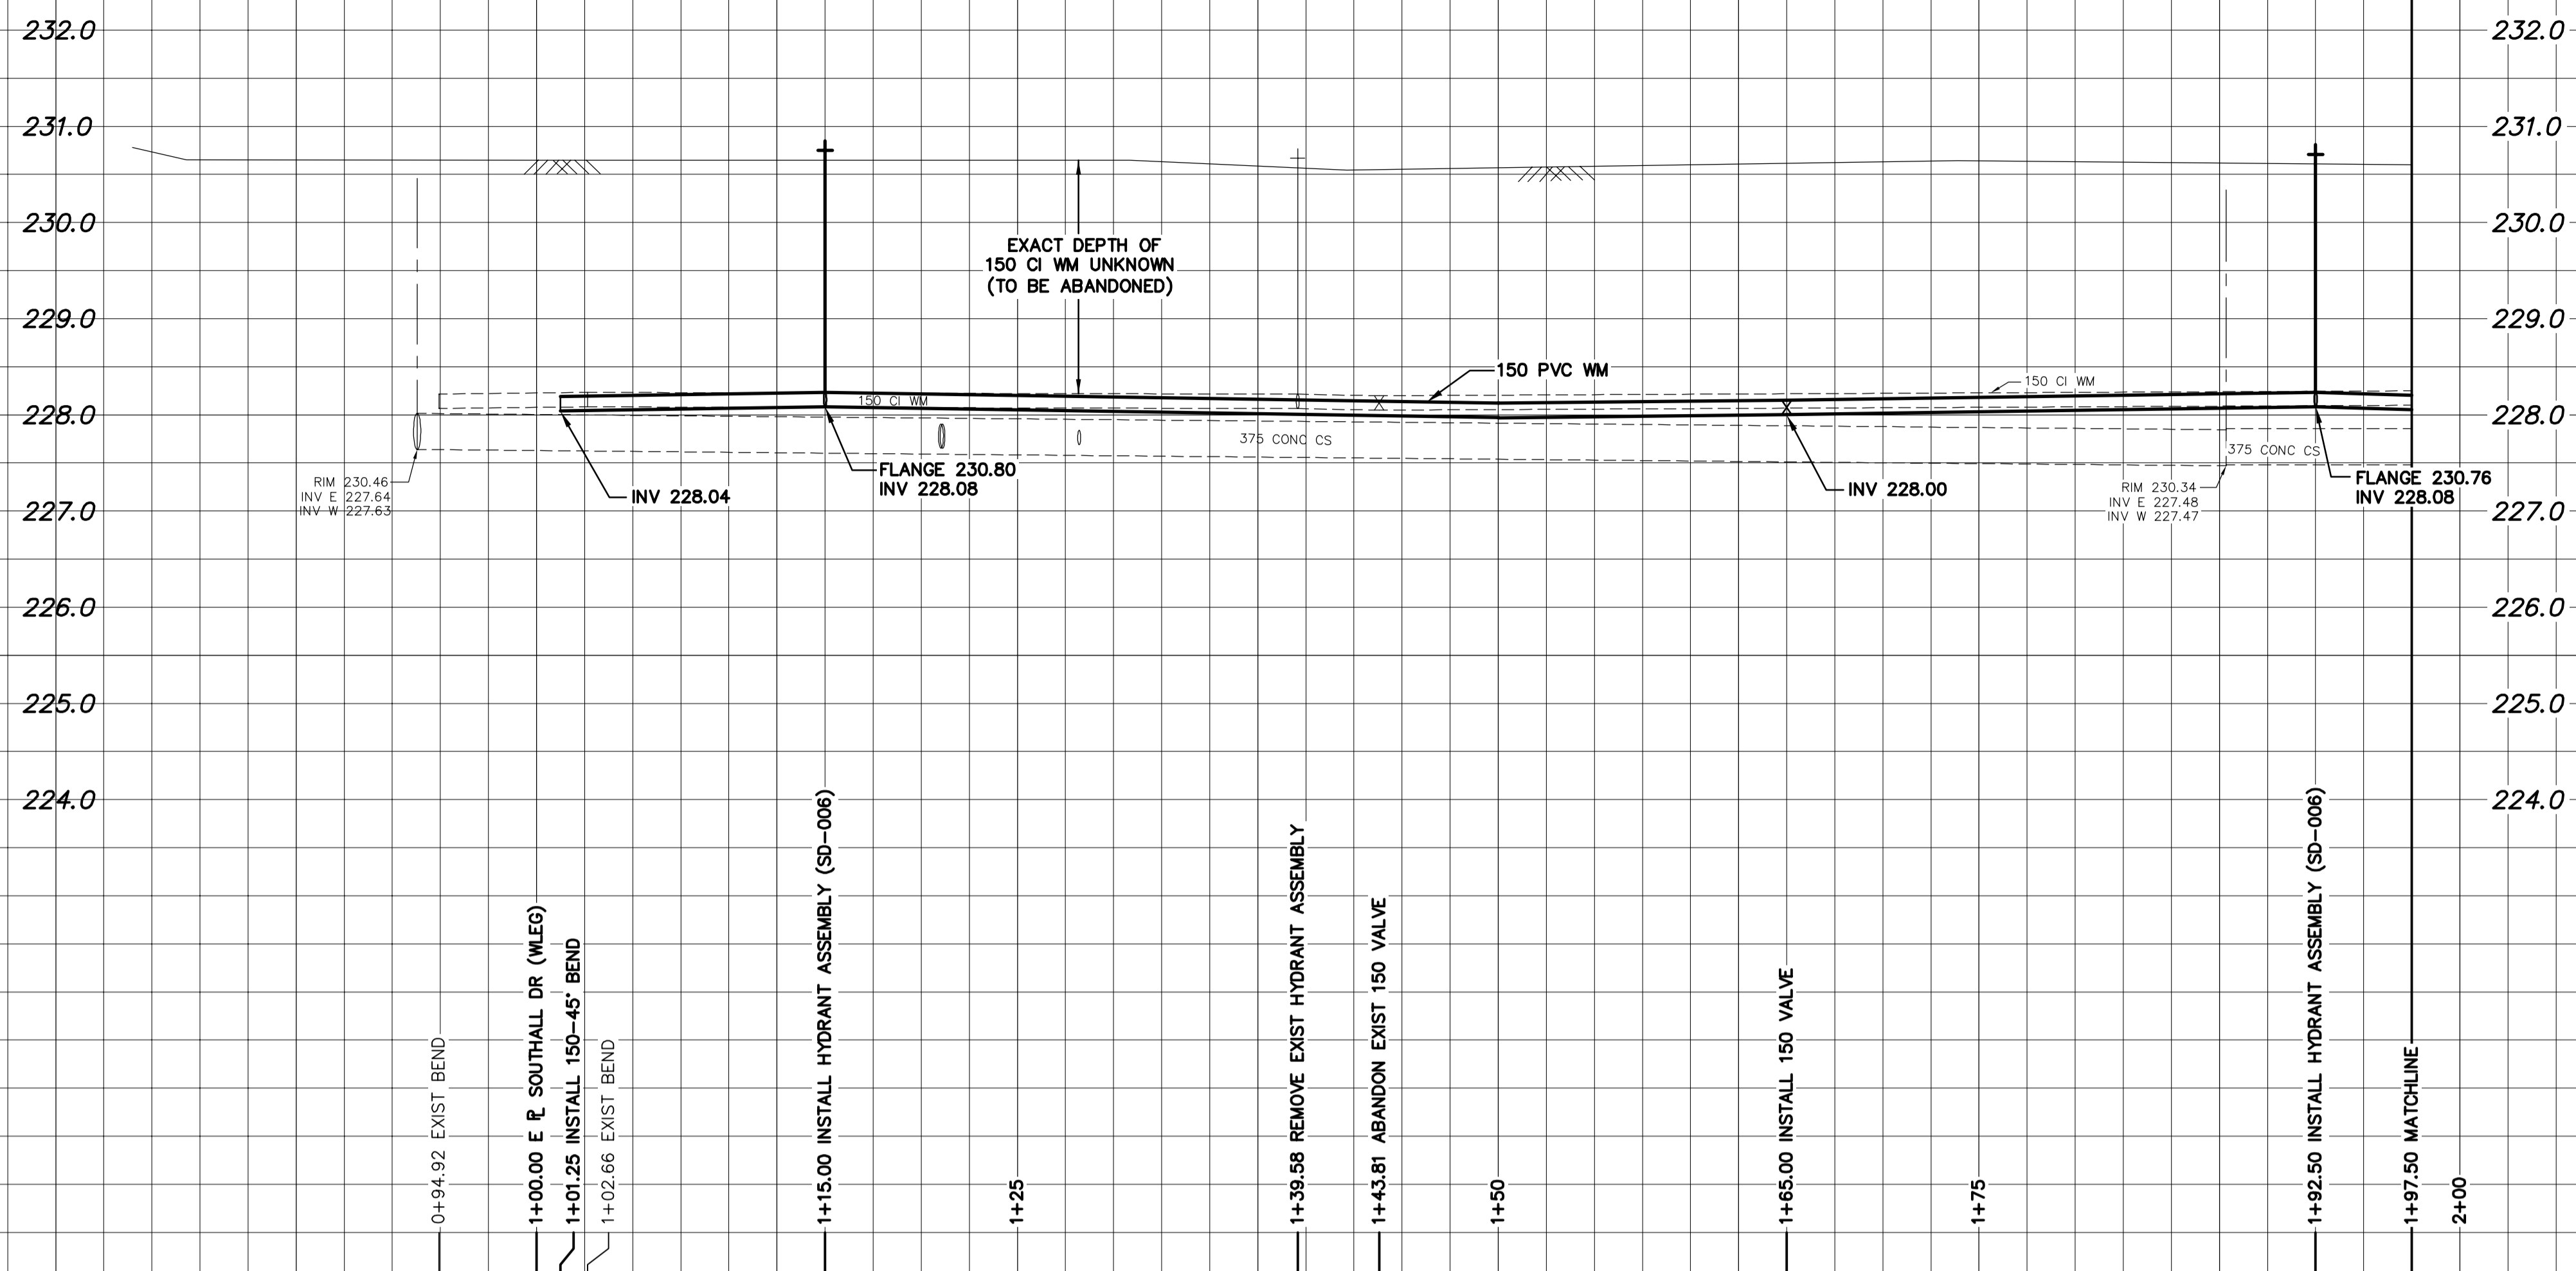 232.0 232.0
231.0 231.0
230.0 230.0
EXACT DEPTH OF
150 CI WM UNKNOWN
(TO BE ABANDONED)
229.0 229.0
150 PVC WM
150 CI WM
150 CI WM
228.0 228.0
375 CONC CS
375 CONC CS
RIM 230.46
INV E 227.64
INV W 227.63
INV 228.04
FLANGE 230.80
INV 228.08
INV 228.00
RIM 230.34
INV E 227.48
INV W 227.47
FLANGE 230.76
INV 228.08
227.0 227.0
226.0 226.0
225.0 225.0
224.0 224.0
0+94.92 EXIST BEND
1+00.00 E PL SOUTHALL DR (WLEG)
1+01.25 INSTALL 150-45° BEND
1+02.66 EXIST BEND
1+15.00 INSTALL HYDRANT ASSEMBLY (SD-006)
1+25
1+39.58 REMOVE EXIST HYDRANT ASSEMBLY
1+43.81 ABANDON EXIST 150 VALVE
1+50
1+65.00 INSTALL 150 VALVE
1+75
1+92.50 INSTALL HYDRANT ASSEMBLY (SD-006)
1+97.50 MATCHLINE
2+00